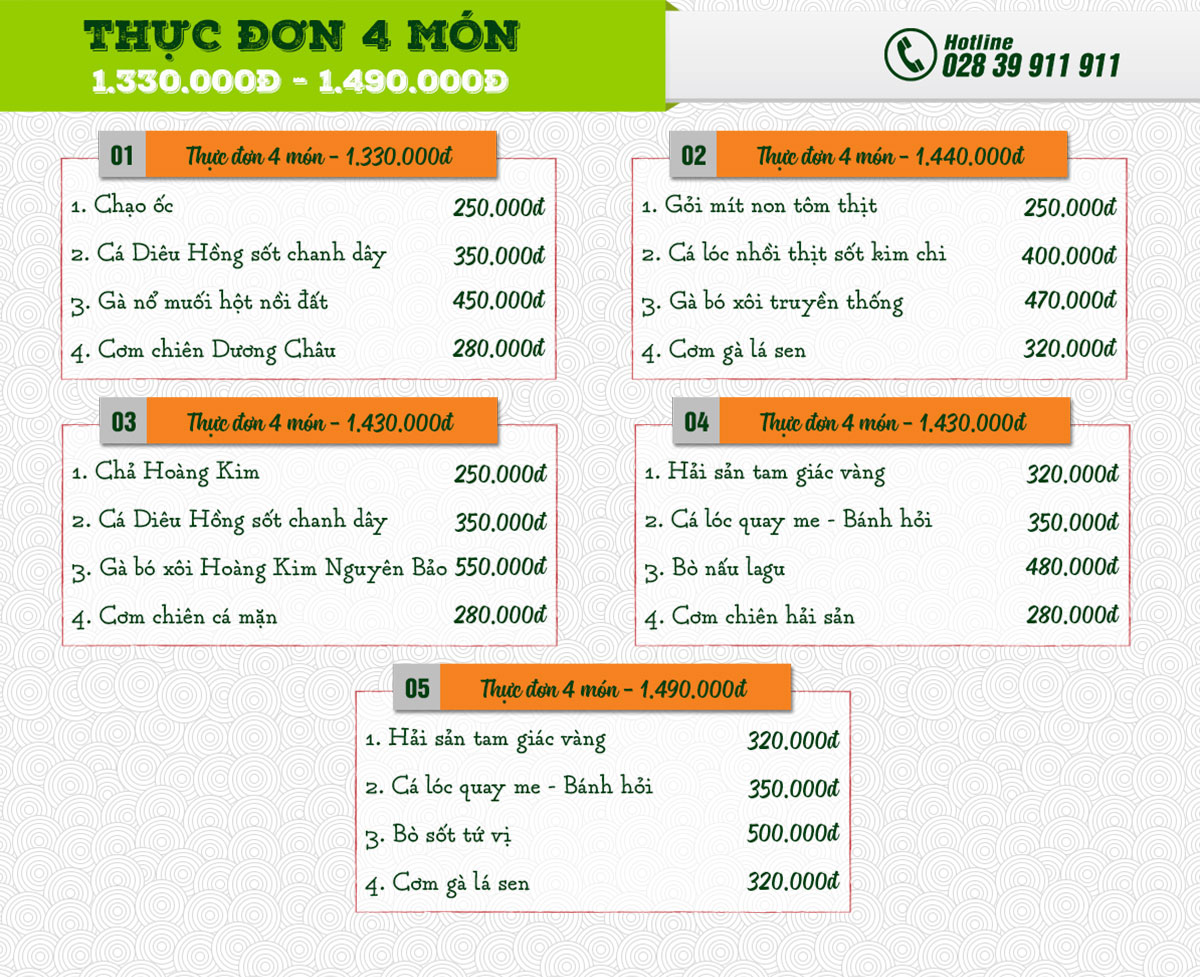 THỰC ĐƠN 4 MÓN
1.330.000Đ - 1.490.000Đ
Hotline
028 39 911 911
01 Thực đơn 4 món - 1.330.000đ
1. Chạo ốc 250.000đ
2. Cá Diêu Hồng sốt chanh dây 350.000đ
3. Gà nổ muối hột nồi đất 450.000đ
4. Cơm chiên Dương Châu 280.000đ
02 Thực đơn 4 món - 1.440.000đ
1. Gỏi mít non tôm thịt 250.000đ
2. Cá lóc nhồi thịt sốt kim chi 400.000đ
3. Gà bó xôi truyền thống 470.000đ
4. Cơm gà lá sen 320.000đ
03 Thực đơn 4 món - 1.430.000đ
1. Chả Hoàng Kim 250.000đ
2. Cá Diêu Hồng sốt chanh dây 350.000đ
3. Gà bó xôi Hoàng Kim Nguyên Bảo 550.000đ
4. Cơm chiên cá mặn 280.000đ
04 Thực đơn 4 món - 1.430.000đ
1. Hải sản tam giác vàng 320.000đ
2. Cá lóc quay me - Bánh hỏi 350.000đ
3. Bò nấu lagu 480.000đ
4. Cơm chiên hải sản 280.000đ
05 Thực đơn 4 món - 1.490.000đ
1. Hải sản tam giác vàng 320.000đ
2. Cá lóc quay me - Bánh hỏi 350.000đ
3. Bò sốt tứ vị 500.000đ
4. Cơm gà lá sen 320.000đ